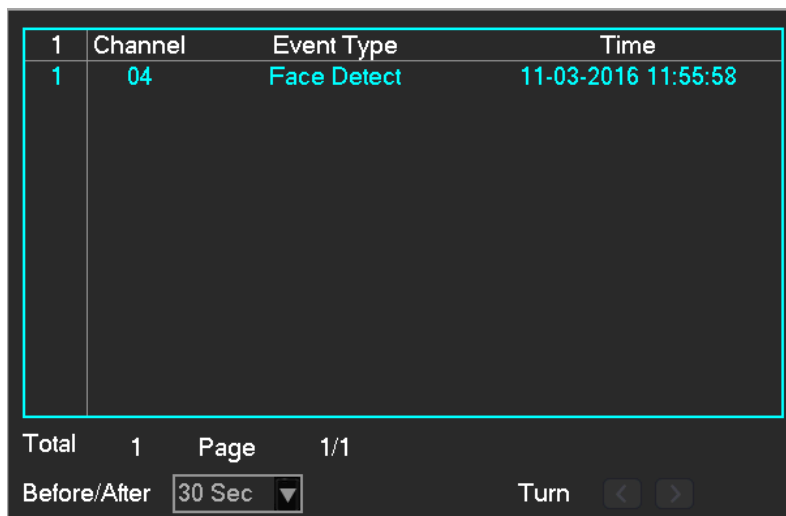 1 Channel Event Type Time
1 04 Face Detect 11-03-2016 11:55:58
Total 1 Page 1/1
Before/After 30 Sec Turn < >